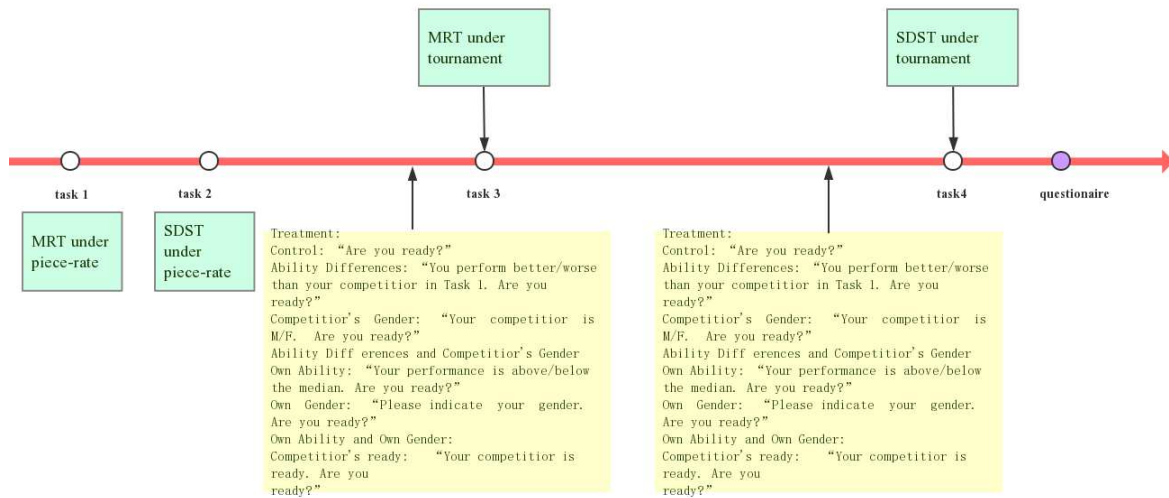 MRT under
tournament
SDST under
tournament
task 1
task 2
task 3
task4
questionaire
MRT under
piece-rate
SDST
under
piece-rate
Treatment:
Control: “Are you ready?”
Ability Differences: “You perform better/worse
than your competitior in Task 1. Are you
ready?”
Competitior's Gender: “Your competitior is
M/F. Are you ready?”
Ability Diff erences and Competitior's Gender
Own Ability: “Your performance is above/below
the median. Are you ready?”
Own Gender: “Please indicate your gender.
Are you ready?”
Own Ability and Own Gender:
Competitior's ready: “Your competitior is
ready. Are you
ready?”
Treatment:
Control: “Are you ready?”
Ability Differences: “You perform better/worse
than your competitior in Task 1. Are you
ready?”
Competitior's Gender: “Your competitior is
M/F. Are you ready?”
Ability Diff erences and Competitior's Gender
Own Ability: “Your performance is above/below
the median. Are you ready?”
Own Gender: “Please indicate your gender.
Are you ready?”
Own Ability and Own Gender:
Competitior's ready: “Your competitior is
ready. Are you
ready?”